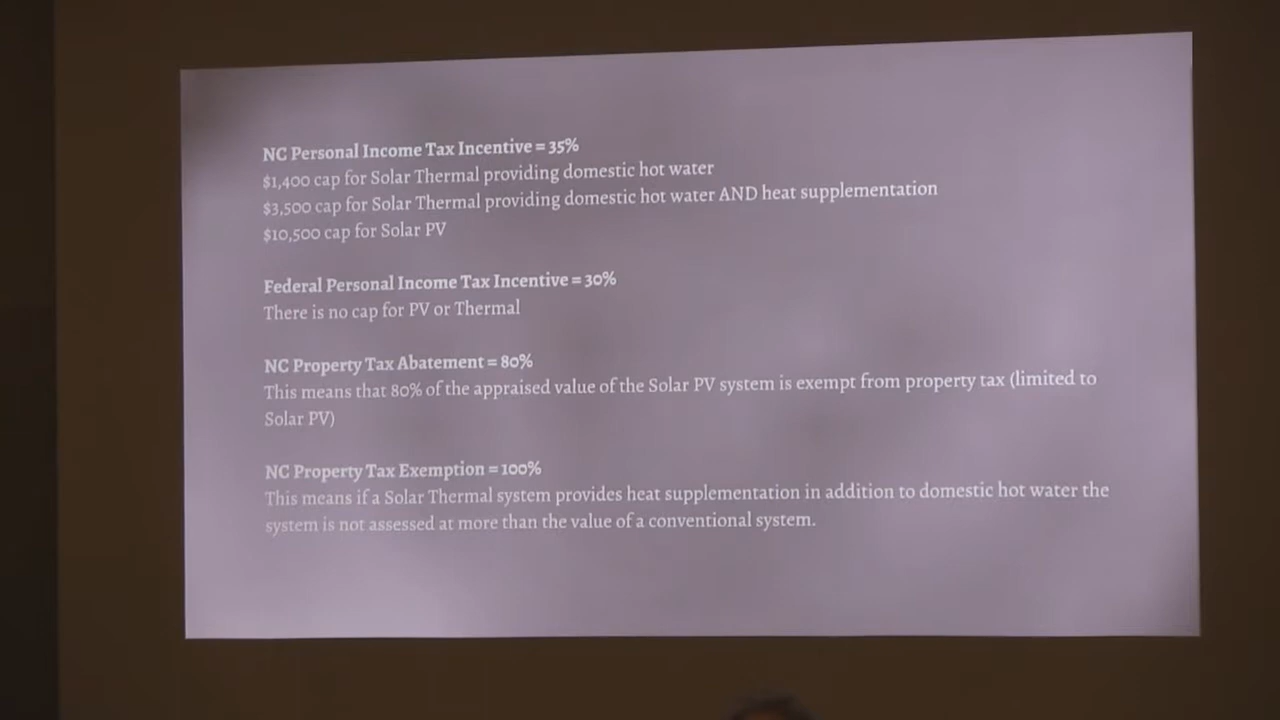 NC Personal Income Tax Incentive = 35%
$1,400 cap for Solar Thermal providing domestic hot water
$3,500 cap for Solar Thermal providing domestic hot water AND heat supplementation
$10,500 cap for Solar PV
Federal Personal Income Tax Incentive = 30%
There is no cap for PV or Thermal
NC Property Tax Abatement = 80%
This means that 80% of the appraised value of the Solar PV system is exempt from property tax (limited to
Solar PV)
NC Property Tax Exemption = 100%
This means if a Solar Thermal system provides heat supplementation in addition to domestic hot water the
system is not assessed at more than the value of a conventional system.